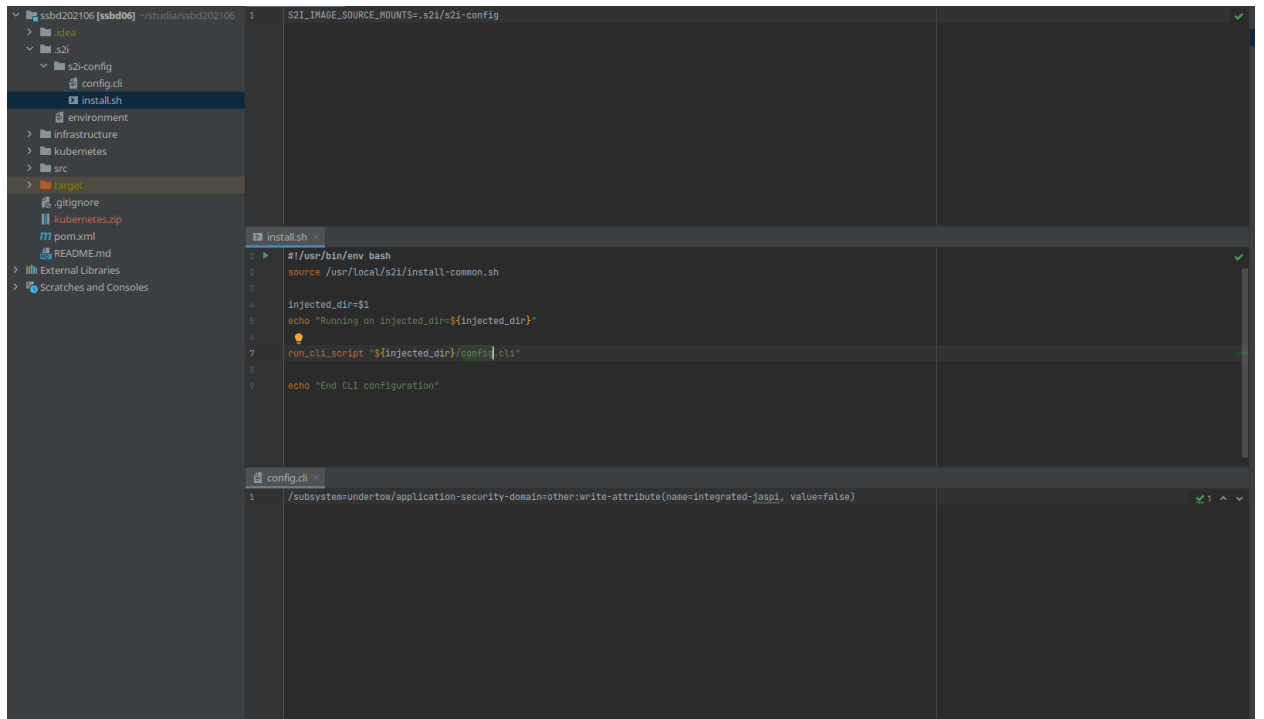 ssbd202106 [ssbd06] ~/studia/ssbd202106
.idea
.s2i
s2i-config
config.cli
install.sh
environment
infrastructure
kubernetes
src
target
.gitignore
kubernetes.zip
pom.xml
README.md
External Libraries
Scratches and Consoles
1 S2I_IMAGE_SOURCE_MOUNTS=.s2i/s2i-config
install.sh
1 #!/usr/bin/env bash
2 source /usr/local/s2i/install-common.sh
3
4 injected_dir=$1
5 echo "Running on injected_dir=${injected_dir}"
6
7 run_cli_script "${injected_dir}/config.cli"
8
9 echo "End CLI configuration"
config.cli
1 /subsystem=undertow/application-security-domain=other:write-attribute(name=integrated-jaspi, value=false)
1